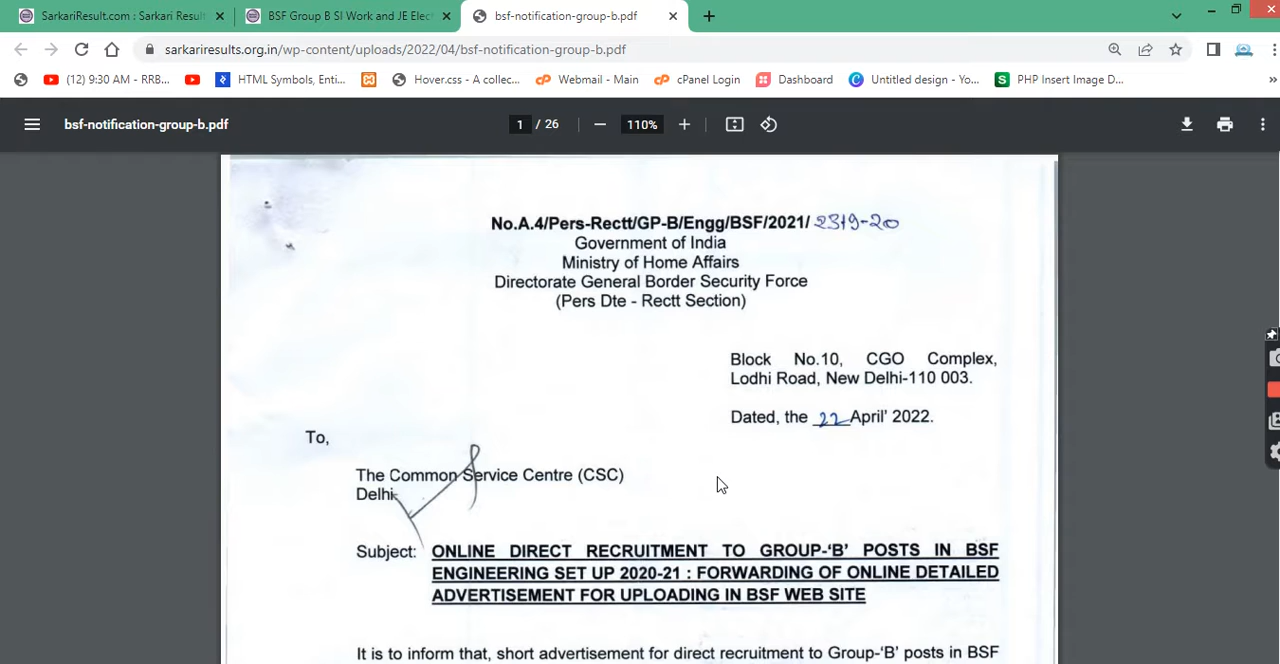 SarkariResult.com : Sarkari Result
BSF Group B SI Work and JE Elec
bsf-notification-group-b.pdf
sarkariresults.org.in/wp-content/uploads/2022/04/bsf-notification-group-b.pdf
(12) 9:30 AM - RRB...
HTML Symbols, Enti...
Hover.css - A collec...
Webmail - Main
cPanel Login
Dashboard
Untitled design - Yo...
PHP Insert Image D...
bsf-notification-group-b.pdf
1 / 26
110%
No.A.4/Pers-Rectt/GP-B/Engg/BSF/2021/ 2319-20
Government of India
Ministry of Home Affairs
Directorate General Border Security Force
(Pers Dte - Rectt Section)
Block No.10, CGO Complex,
Lodhi Road, New Delhi-110 003.
Dated, the 22 April' 2022.
To,
The Common Service Centre (CSC)
Delhi
Subject: ONLINE DIRECT RECRUITMENT TO GROUP-'B' POSTS IN BSF
ENGINEERING SET UP 2020-21 : FORWARDING OF ONLINE DETAILED
ADVERTISEMENT FOR UPLOADING IN BSF WEB SITE
It is to inform that, short advertisement for direct recruitment to Group-'B' posts in BSF